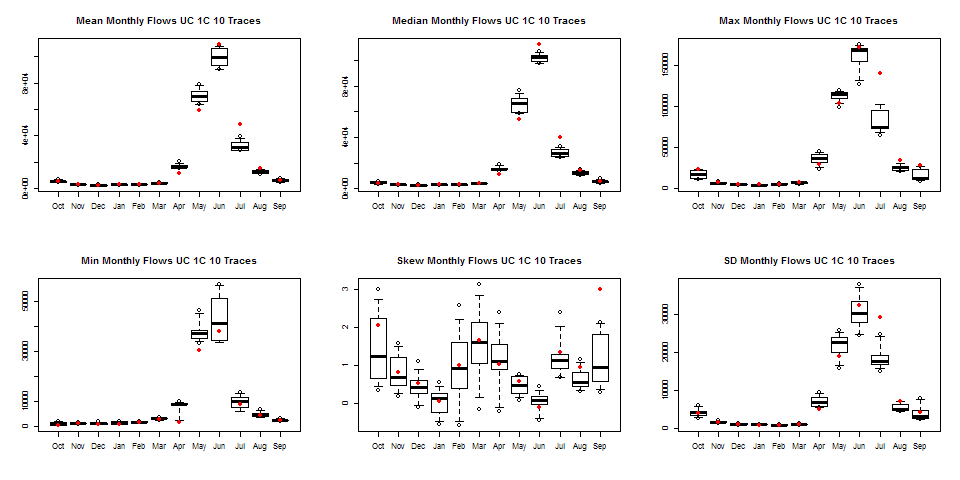 Mean Monthly Flows UC 1C 10 Traces
8e+04
4e+04
0e+00
Oct Nov Dec Jan Feb Mar Apr May Jun Jul Aug Sep
Median Monthly Flows UC 1C 10 Traces
8e+04
4e+04
0e+00
Oct Nov Dec Jan Feb Mar Apr May Jun Jul Aug Sep
Max Monthly Flows UC 1C 10 Traces
150000
100000
50000
0
Oct Nov Dec Jan Feb Mar Apr May Jun Jul Aug Sep
Min Monthly Flows UC 1C 10 Traces
50000
30000
10000
0
Oct Nov Dec Jan Feb Mar Apr May Jun Jul Aug Sep
Skew Monthly Flows UC 1C 10 Traces
3
2
1
0
Oct Nov Dec Jan Feb Mar Apr May Jun Jul Aug Sep
SD Monthly Flows UC 1C 10 Traces
30000
20000
10000
0
Oct Nov Dec Jan Feb Mar Apr May Jun Jul Aug Sep